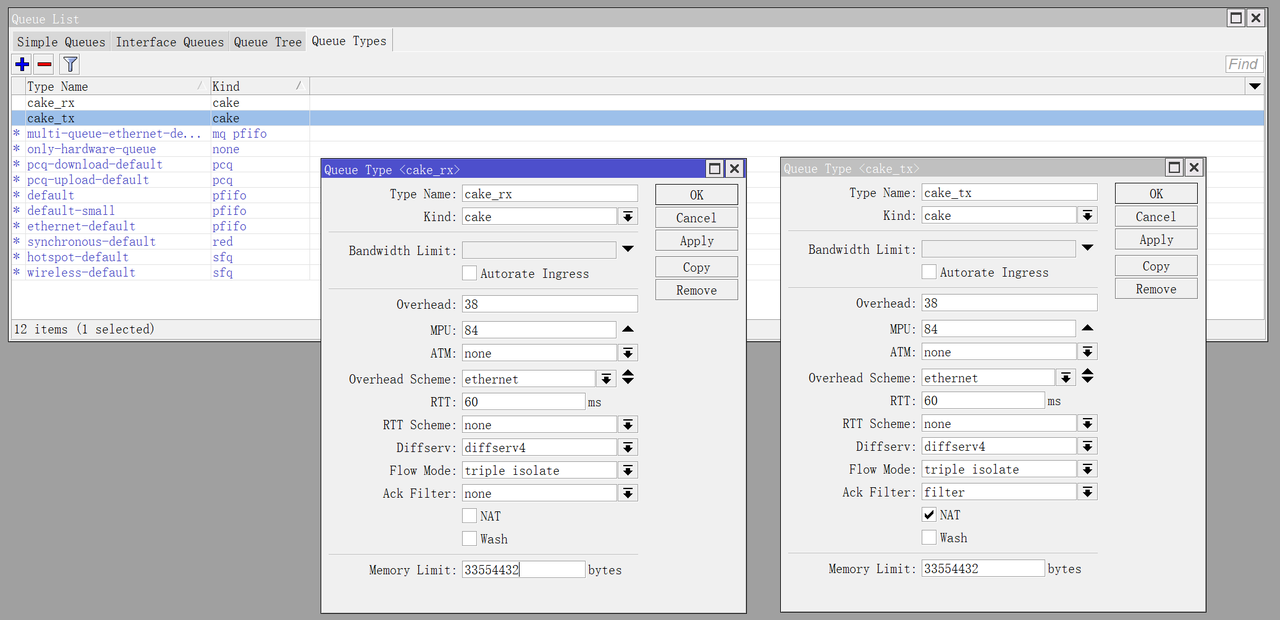 Queue List
Simple Queues Interface Queues Queue Tree Queue Types
Find
Type Name Kind
cake_rx cake
cake_tx cake
* multi-queue-ethernet-de... mq pfifo
* only-hardware-queue none
* pcq-download-default pcq
* pcq-upload-default pcq
* default pfifo
* default-small pfifo
* ethernet-default pfifo
* synchronous-default red
* hotspot-default sfq
* wireless-default sfq
12 items (1 selected)
Queue Type <cake_rx>
Type Name: cake_rx
Kind: cake
Bandwidth Limit:
Autorate Ingress
Overhead: 38
MPU: 84
ATM: none
Overhead Scheme: ethernet
RTT: 60 ms
RTT Scheme: none
Diffserv: diffserv4
Flow Mode: triple isolate
Ack Filter: none
NAT
Wash
Memory Limit: 33554432 bytes
OK
Cancel
Apply
Copy
Remove
Queue Type <cake_tx>
Type Name: cake_tx
Kind: cake
Bandwidth Limit:
Autorate Ingress
Overhead: 38
MPU: 84
ATM: none
Overhead Scheme: ethernet
RTT: 60 ms
RTT Scheme: none
Diffserv: diffserv4
Flow Mode: triple isolate
Ack Filter: filter
NAT
Wash
Memory Limit: 33554432 bytes
OK
Cancel
Apply
Copy
Remove